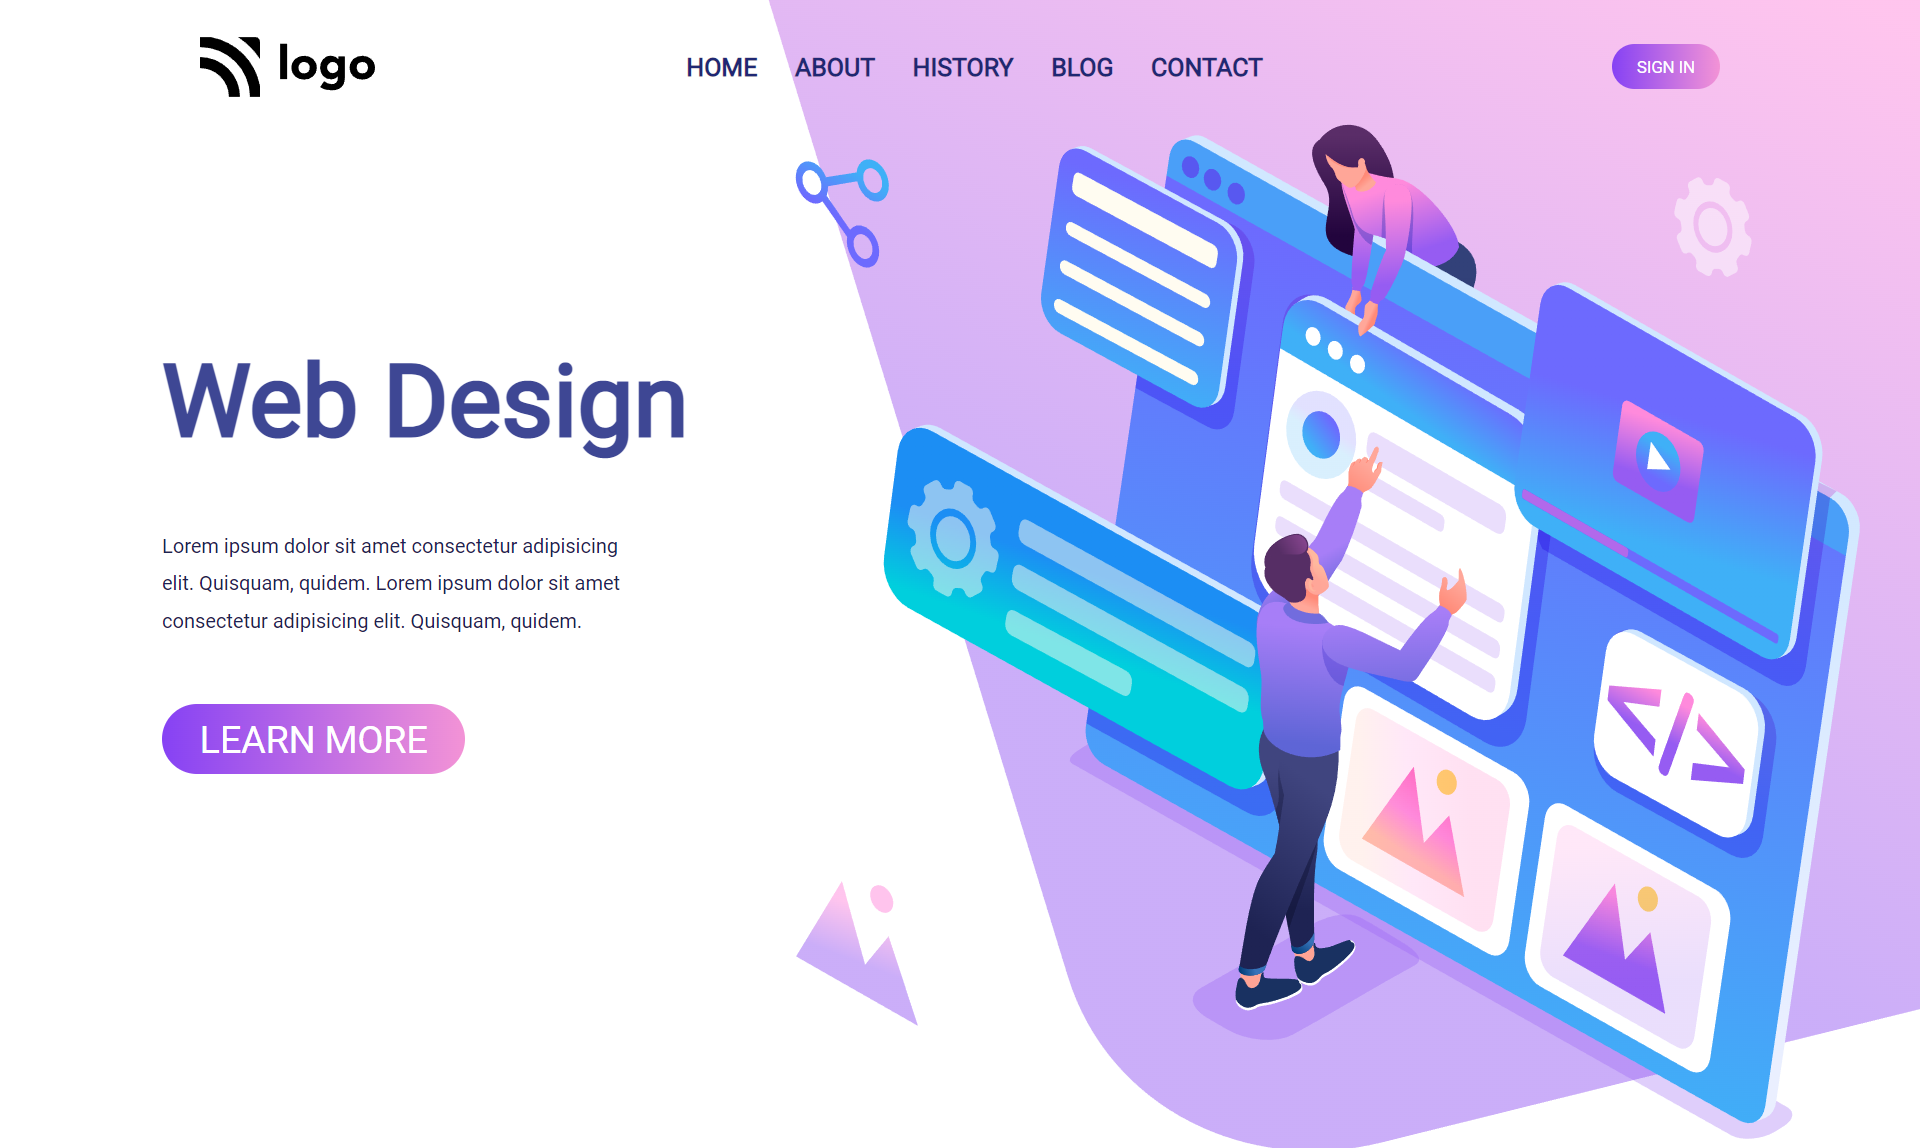 logo
HOME ABOUT HISTORY BLOG CONTACT
SIGN IN
Web Design
Lorem ipsum dolor sit amet consectetur adipisicing
elit. Quisquam, quidem. Lorem ipsum dolor sit amet
consectetur adipisicing elit. Quisquam, quidem.
LEARN MORE
</>